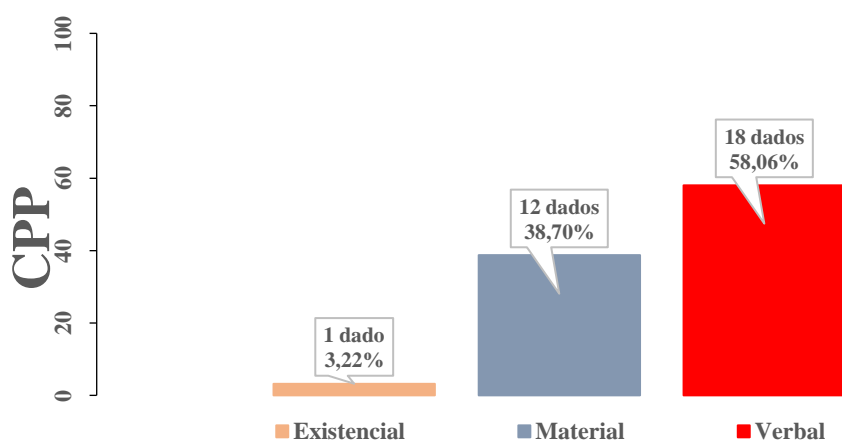 CPP
100
80
60
40
20
0
1 dado
3,22%
12 dados
38,70%
18 dados
58,06%
Existencial
Material
Verbal